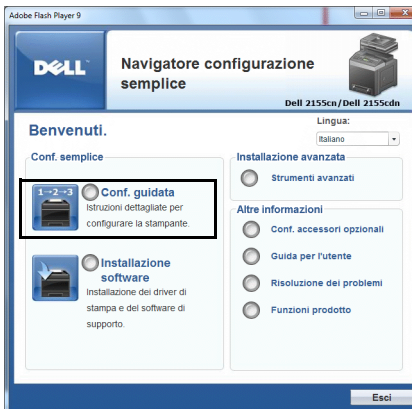 Adobe Flash Player 9
DELL
Navigatore configurazione
semplice
Dell 2155cn/Dell 2155cdn
Benvenuti.
Lingua:
Italiano
Conf. semplice
1→2→3
Conf. guidata
Istruzioni dettagliate per
configurare la stampante.
Installazione
software
Installazione dei driver di
stampa e del software di
supporto.
Installazione avanzata
Strumenti avanzati
Altre informazioni
Conf. accessori opzionali
Guida per l'utente
Risoluzione dei problemi
Funzioni prodotto
Esci